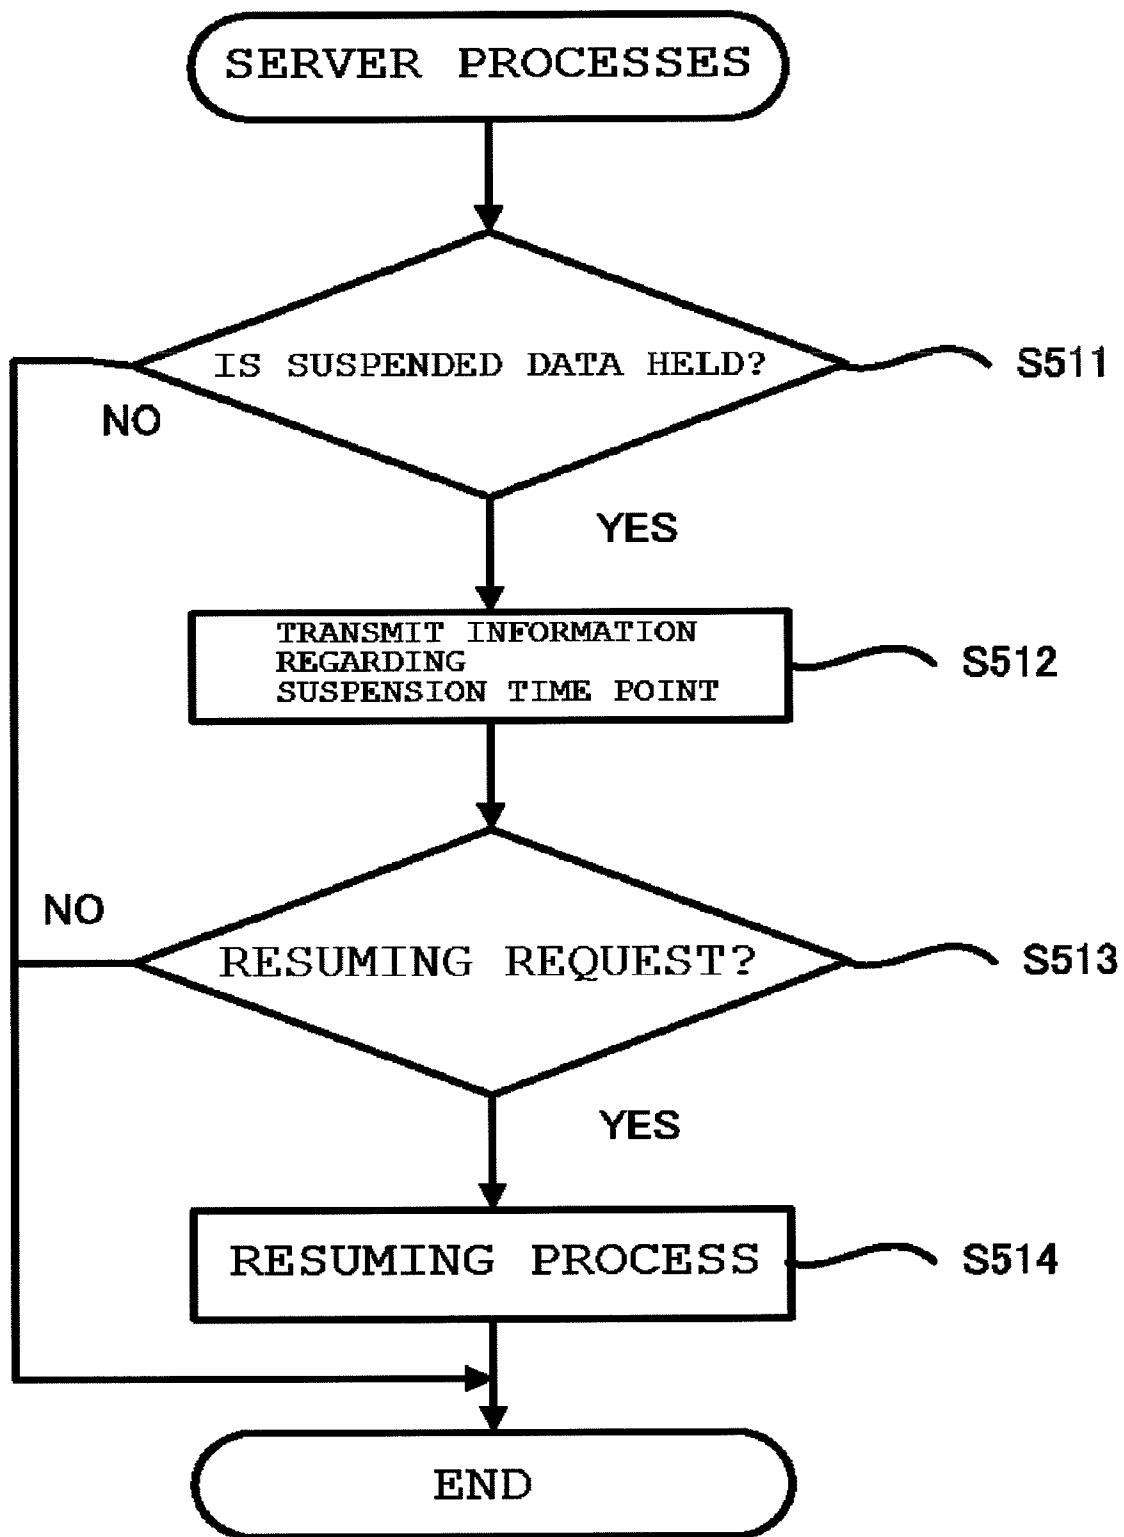 SERVER PROCESSES
IS SUSPENDED DATA HELD?
S511
NO
YES
TRANSMIT INFORMATION
REGARDING
SUSPENSION TIME POINT
S512
NO
RESUMING REQUEST?
S513
YES
RESUMING PROCESS
S514
END